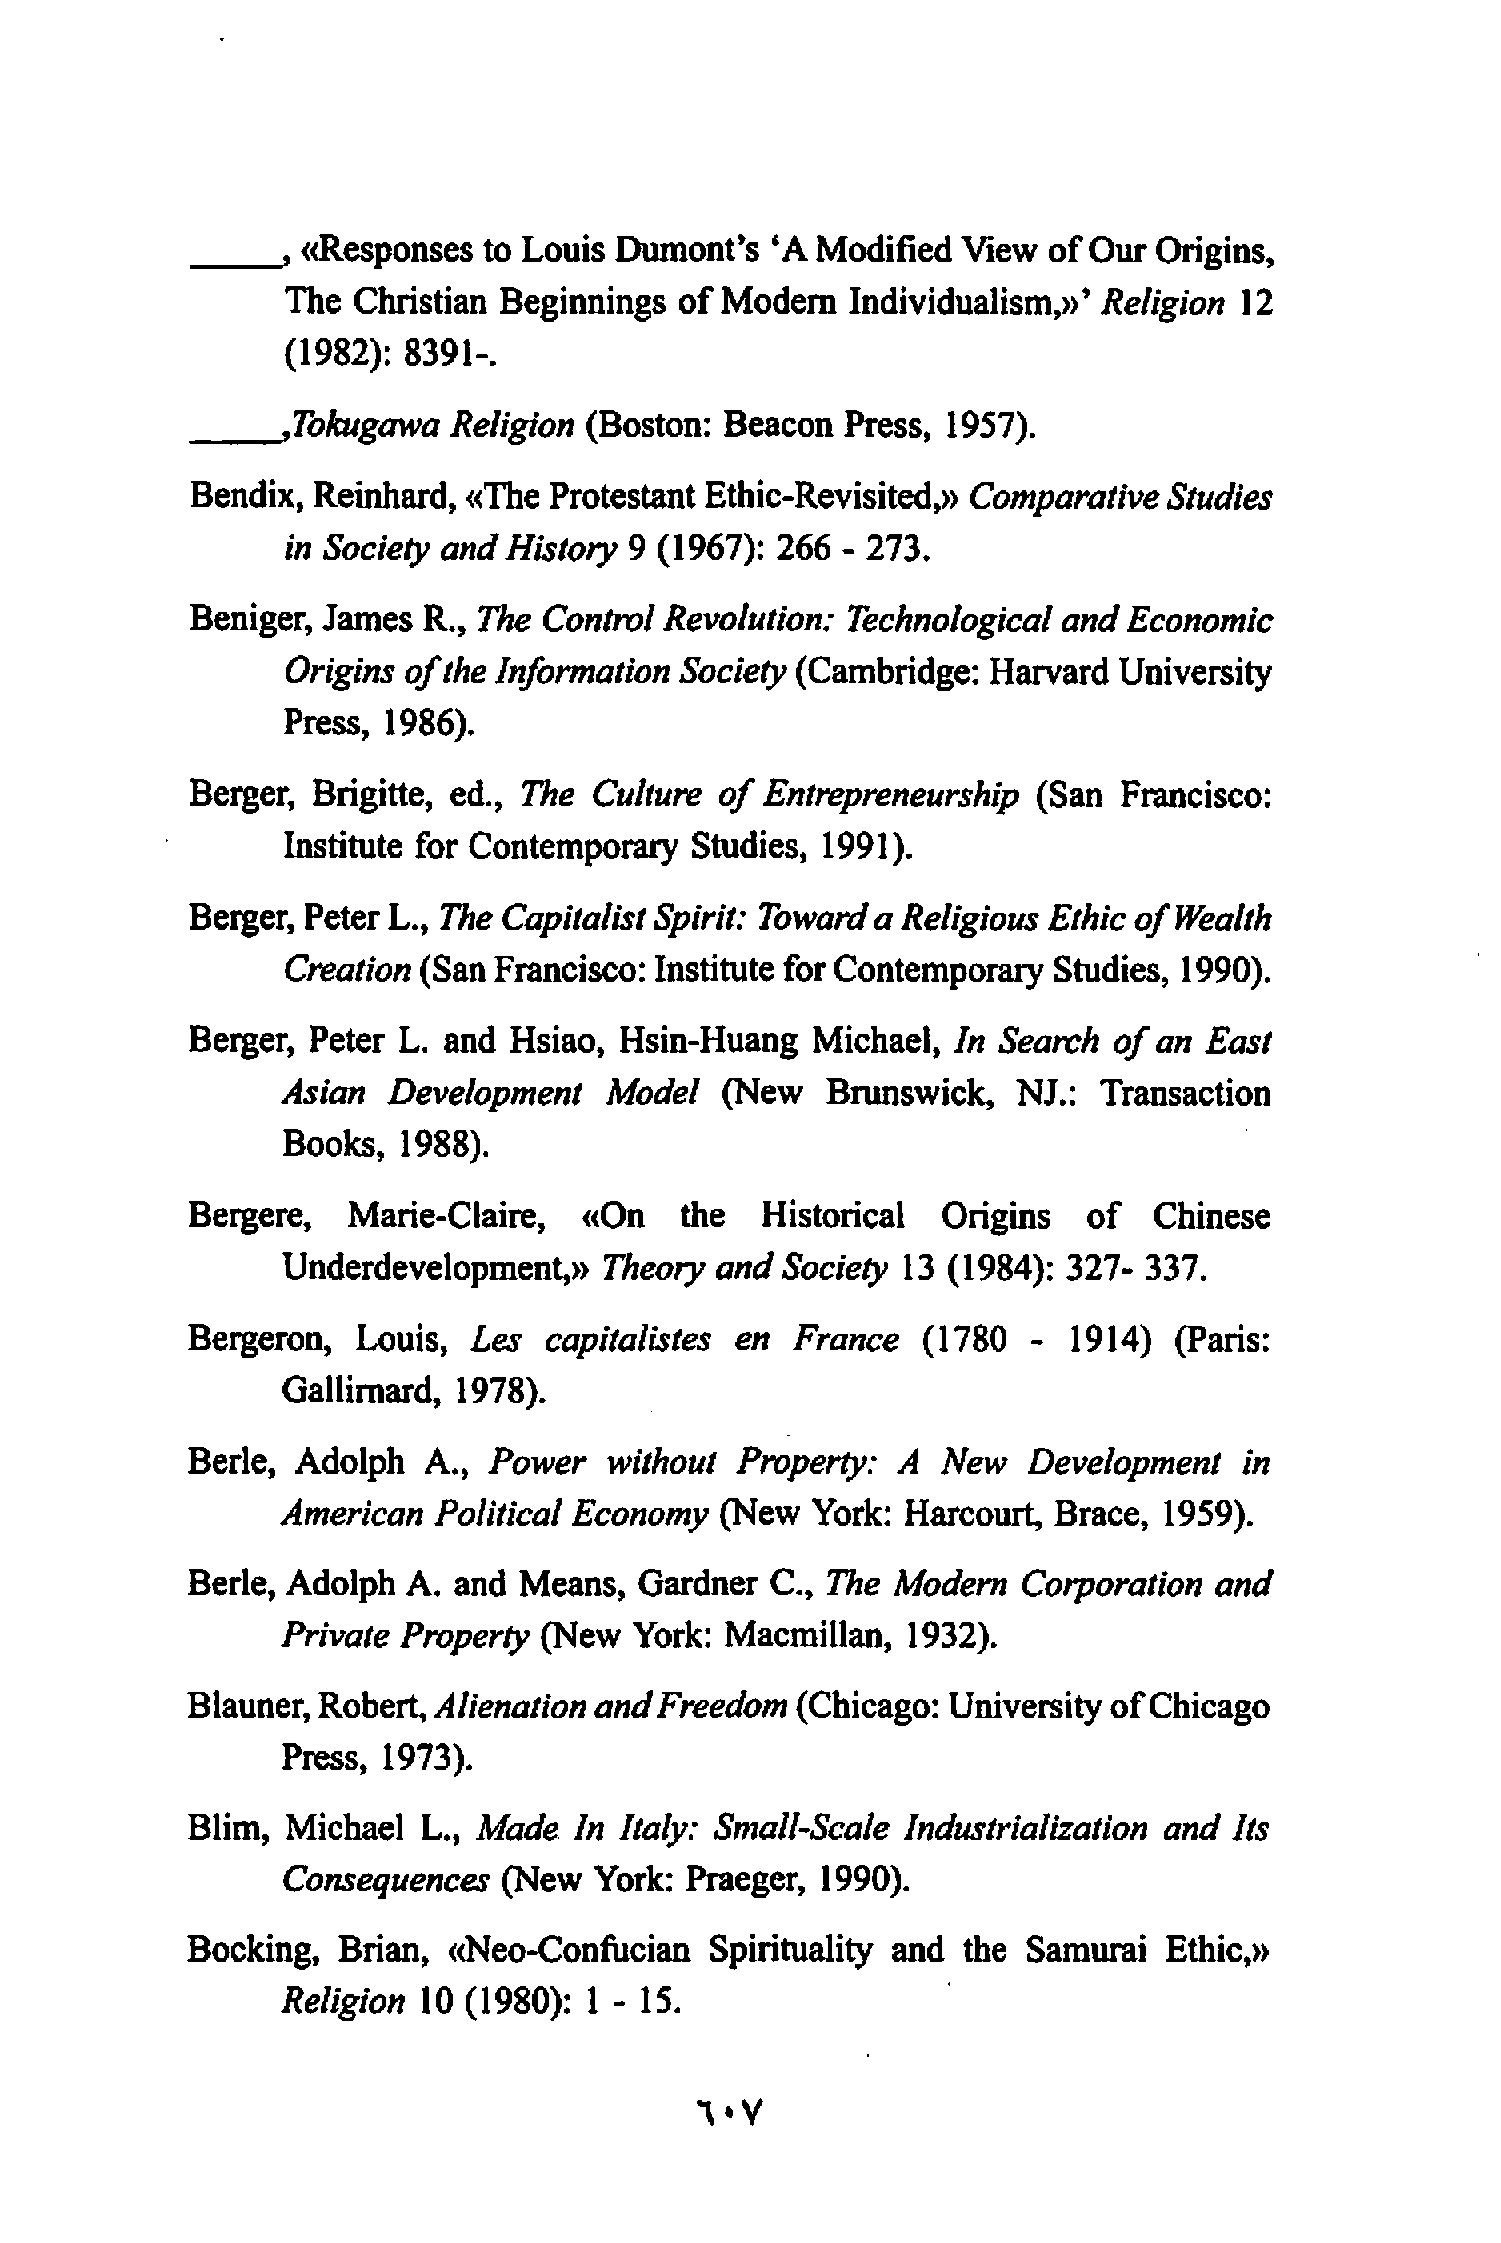 _____, «Responses to Louis Dumont's ‘A Modified View of Our Origins,
The Christian Beginnings of Modern Individualism,»’ Religion 12
(1982): 8391-.
_____,Tokugawa Religion (Boston: Beacon Press, 1957).
Bendix, Reinhard, «The Protestant Ethic-Revisited,» Comparative Studies
in Society and History 9 (1967): 266 - 273.
Beniger, James R., The Control Revolution: Technological and Economic
Origins of the Information Society (Cambridge: Harvard University
Press, 1986).
Berger, Brigitte, ed., The Culture of Entrepreneurship (San Francisco:
Institute for Contemporary Studies, 1991).
Berger, Peter L., The Capitalist Spirit: Toward a Religious Ethic of Wealth
Creation (San Francisco: Institute for Contemporary Studies, 1990).
Berger, Peter L. and Hsiao, Hsin-Huang Michael, In Search of an East
Asian Development Model (New Brunswick, NJ.: Transaction
Books, 1988).
Bergere, Marie-Claire, «On the Historical Origins of Chinese
Underdevelopment,» Theory and Society 13 (1984): 327- 337.
Bergeron, Louis, Les capitalistes en France (1780 - 1914) (Paris:
Gallimard, 1978).
Berle, Adolph A., Power without Property: A New Development in
American Political Economy (New York: Harcourt, Brace, 1959).
Berle, Adolph A. and Means, Gardner C., The Modern Corporation and
Private Property (New York: Macmillan, 1932).
Blauner, Robert, Alienation and Freedom (Chicago: University of Chicago
Press, 1973).
Blim, Michael L., Made In Italy: Small-Scale Industrialization and Its
Consequences (New York: Praeger, 1990).
Bocking, Brian, «Neo-Confucian Spirituality and the Samurai Ethic,»
Religion 10 (1980): 1 - 15.
٦٠٧